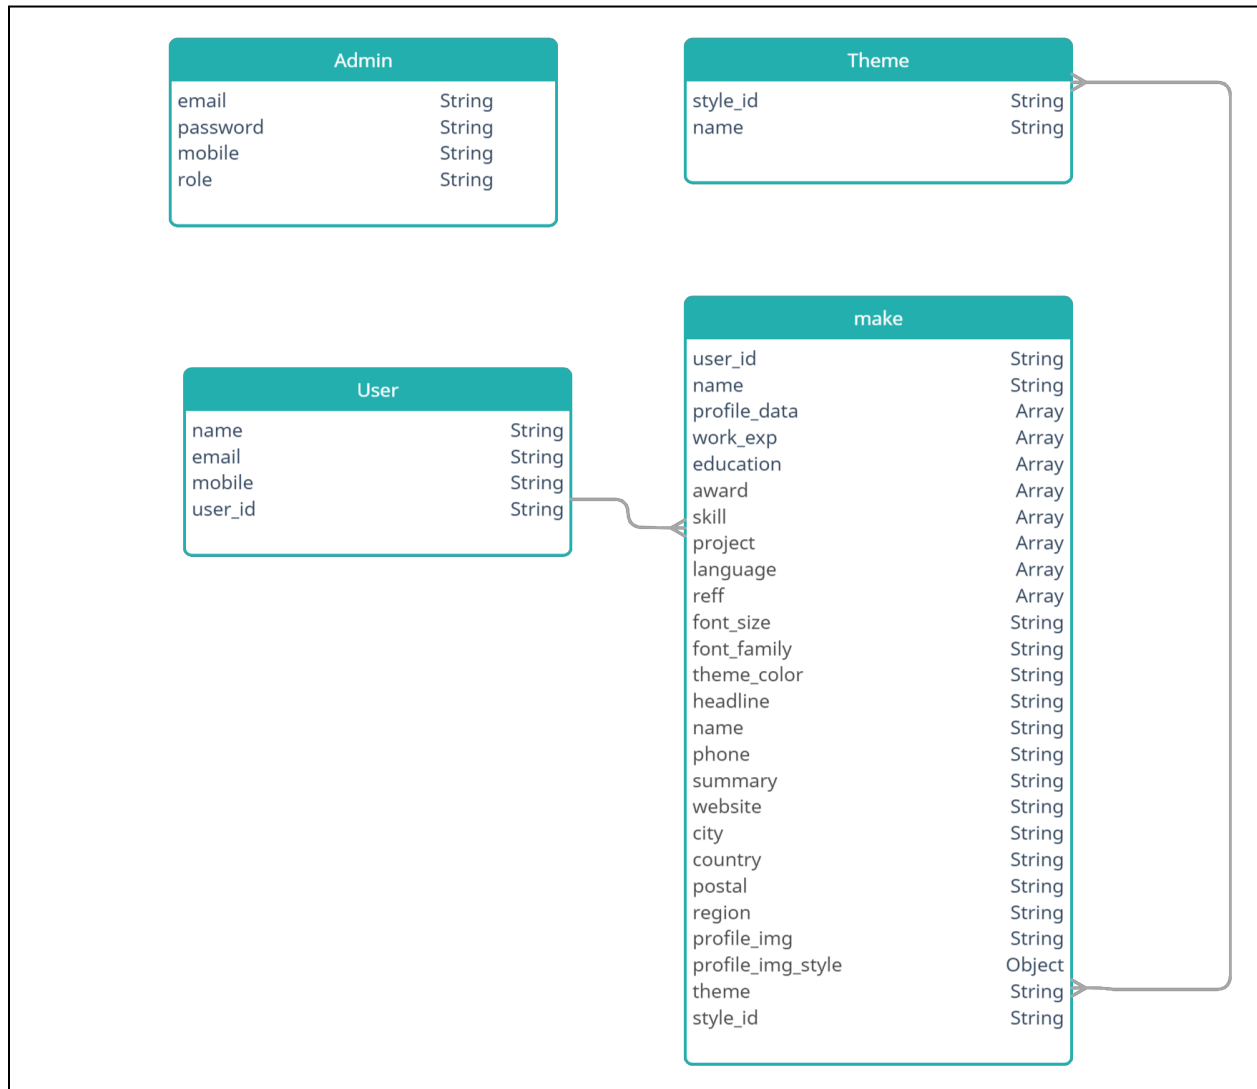 Admin
email String
password String
mobile String
role String
Theme
style_id String
name String
User
name String
email String
mobile String
user_id String
make
user_id String
name String
profile_data Array
work_exp Array
education Array
award Array
skill Array
project Array
language Array
reff Array
font_size String
font_family String
theme_color String
headline String
name String
phone String
summary String
website String
city String
country String
postal String
region String
profile_img String
profile_img_style Object
theme String
style_id String